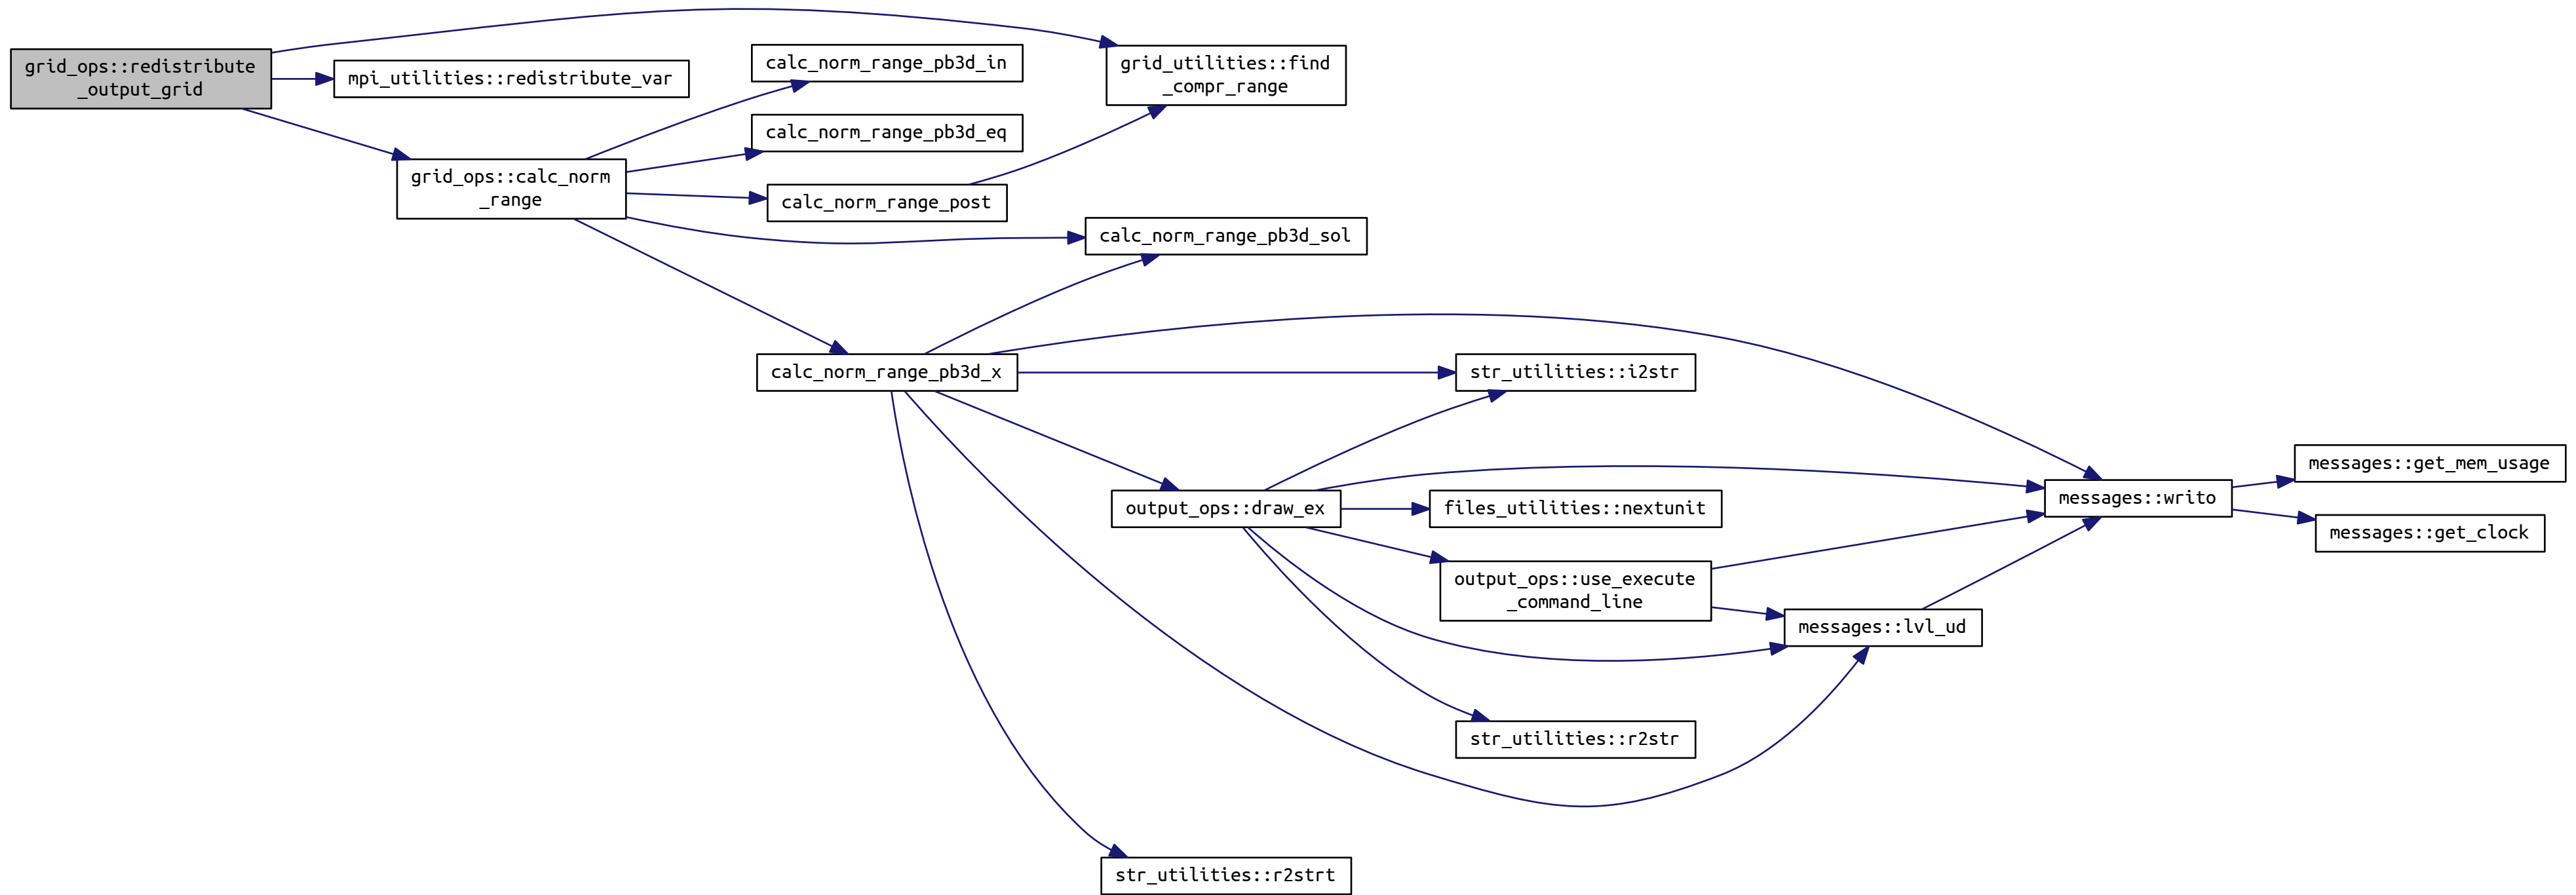 grid_ops::redistribute
_output_grid
mpi_utilities::redistribute_var
grid_ops::calc_norm
_range
calc_norm_range_pb3d_in
calc_norm_range_pb3d_eq
calc_norm_range_post
calc_norm_range_pb3d_sol
grid_utilities::find
_compr_range
calc_norm_range_pb3d_x
str_utilities::i2str
output_ops::draw_ex
files_utilities::nextunit
output_ops::use_execute
_command_line
messages::lvl_ud
messages::writo
messages::get_mem_usage
messages::get_clock
str_utilities::r2str
str_utilities::r2strt